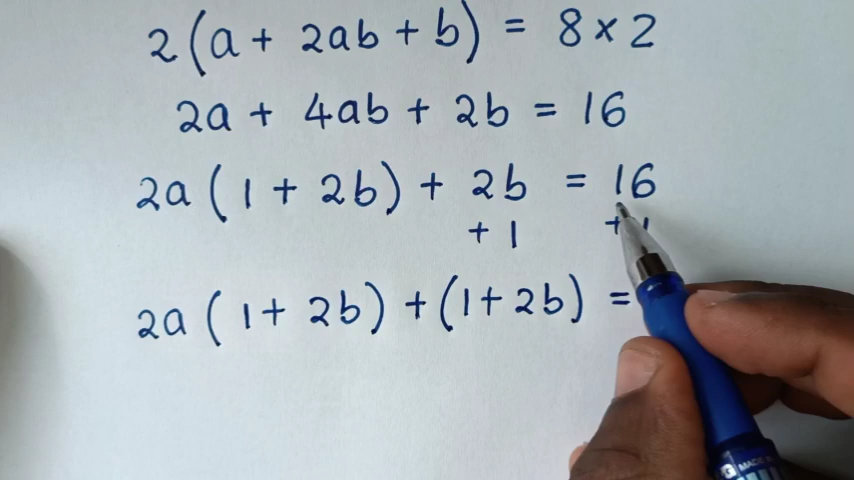 2(a + 2ab + b) = 8 × 2
2a + 4ab + 2b = 16
2a(1 + 2b) + 2b = 16
+ 1 +
2a(1 + 2b) + (1 + 2b) =